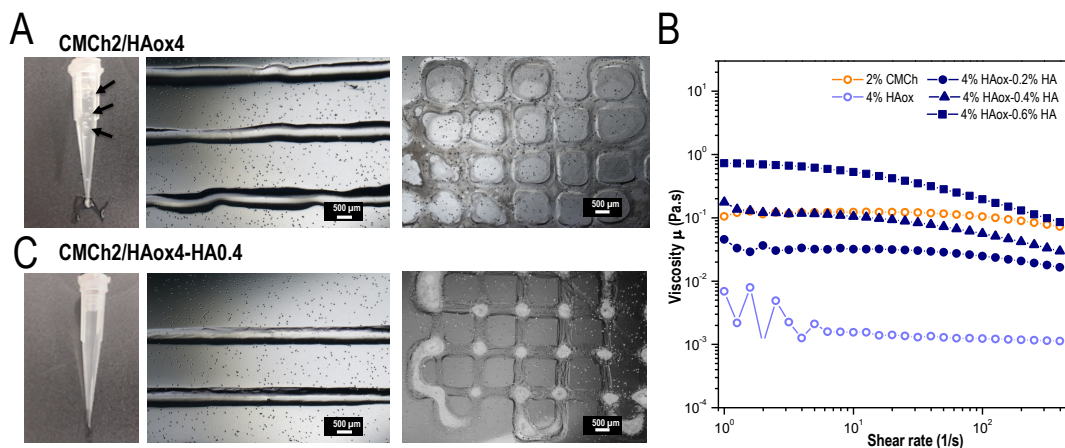 A
CMCh2/HAox4
500 µm
500 µm
C
CMCh2/HAox4-HA0.4
500 µm
500 µm
B
2% CMCh
4% HAox
4% HAox-0.2% HA
4% HAox-0.4% HA
4% HAox-0.6% HA
Viscosity µ (Pa.s)
10¹
10⁰
10⁻¹
10⁻²
10⁻³
10⁻⁴
10⁰ 10¹ 10²
Shear rate (1/s)